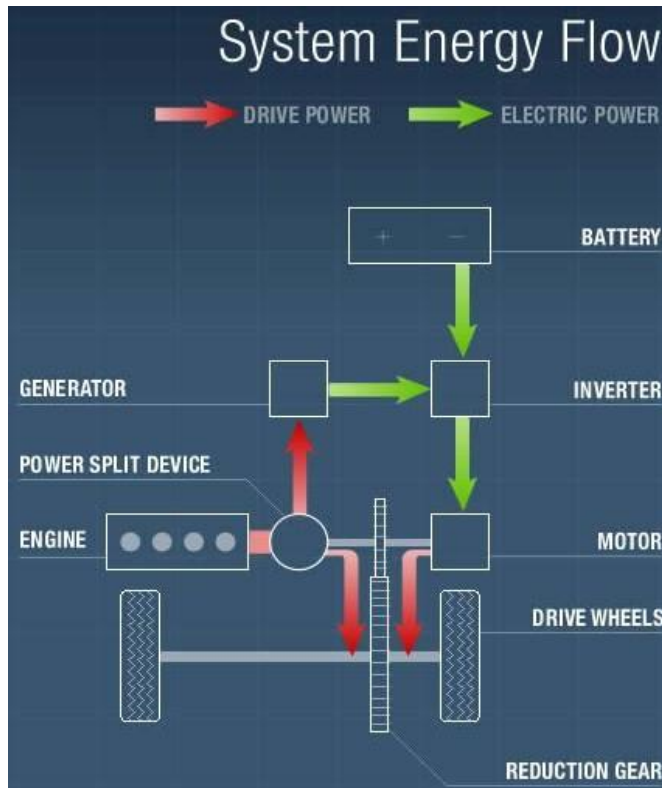 System Energy Flow
DRIVE POWER
ELECTRIC POWER
+ −
BATTERY
GENERATOR
INVERTER
POWER SPLIT DEVICE
ENGINE
MOTOR
DRIVE WHEELS
REDUCTION GEAR